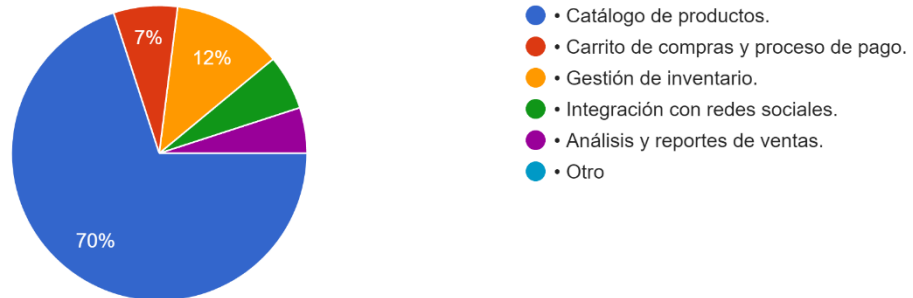 7%
12%
70%
• Catálogo de productos.
• Carrito de compras y proceso de pago.
• Gestión de inventario.
• Integración con redes sociales.
• Análisis y reportes de ventas.
• Otro